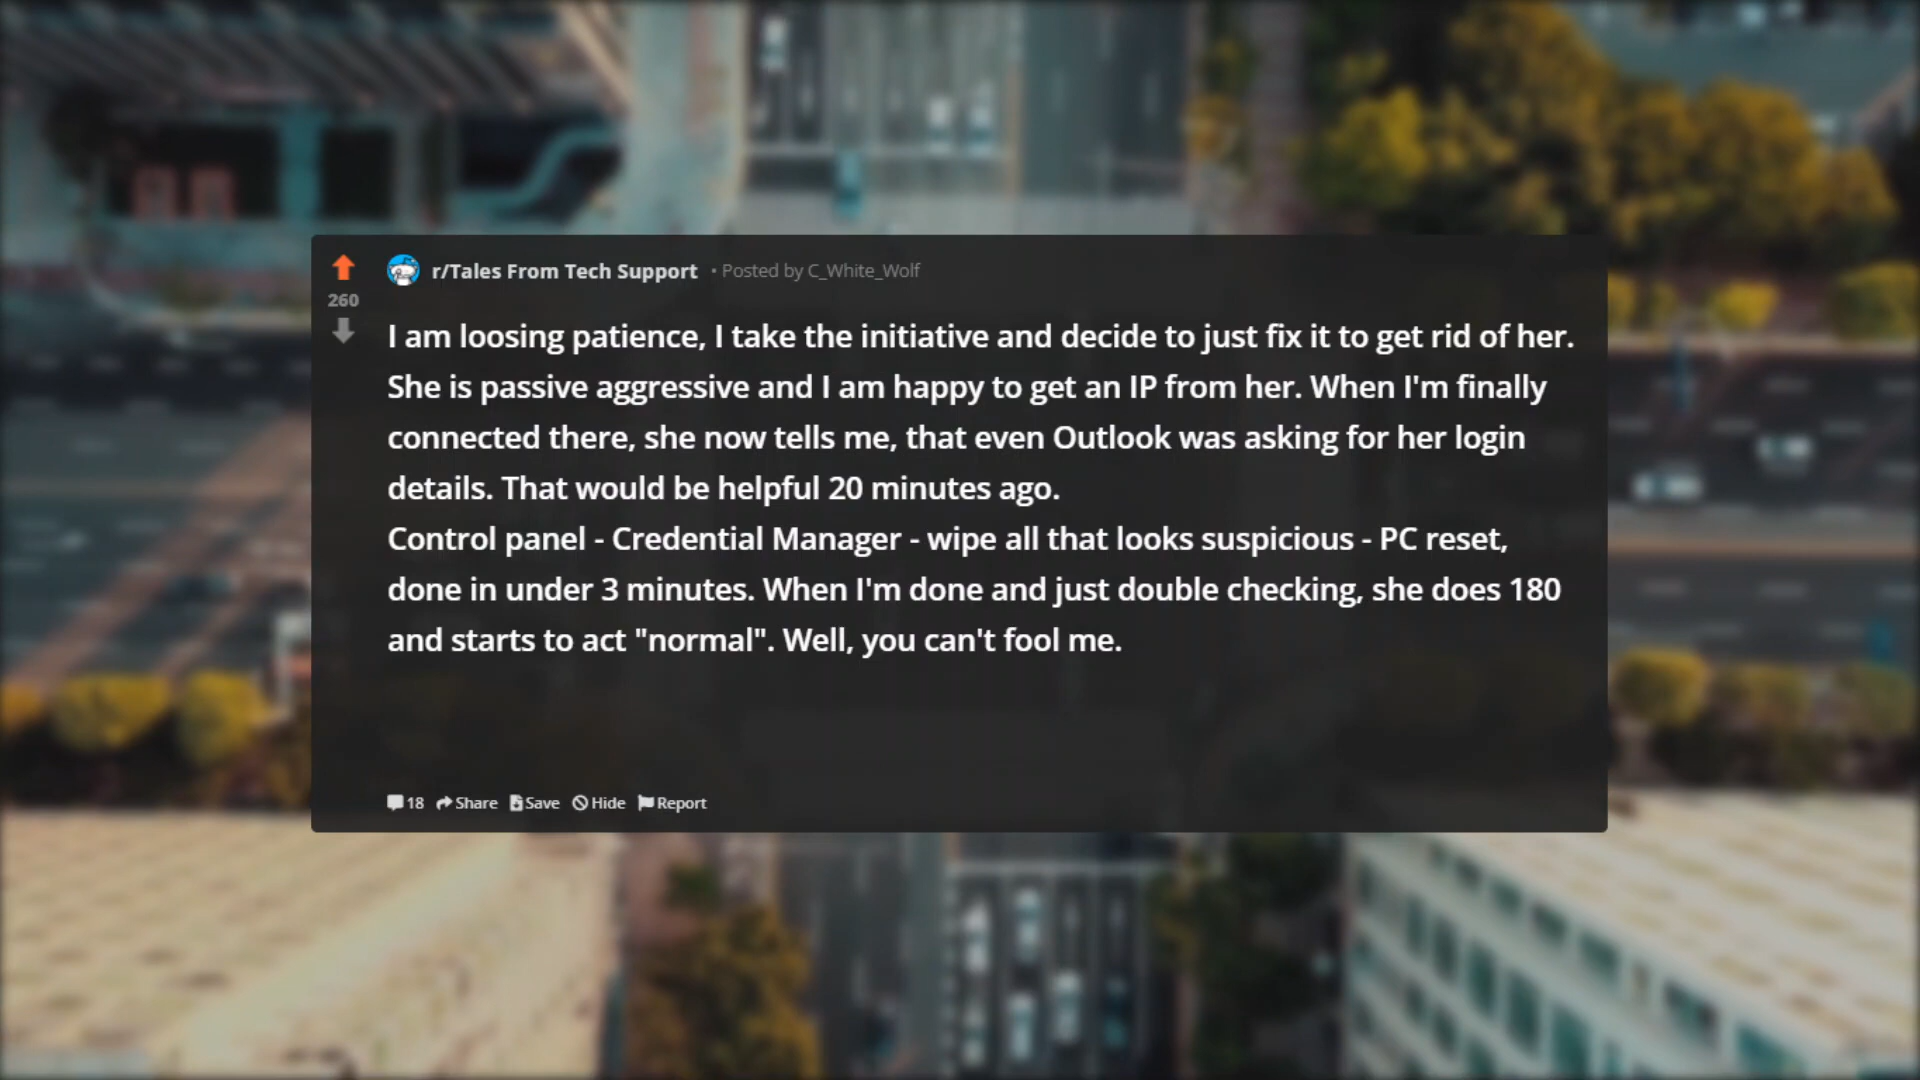 r/Tales From Tech Support • Posted by C_White_Wolf
260
I am loosing patience, I take the initiative and decide to just fix it to get rid of her.
She is passive aggressive and I am happy to get an IP from her. When I'm finally
connected there, she now tells me, that even Outlook was asking for her login
details. That would be helpful 20 minutes ago.
Control panel - Credential Manager - wipe all that looks suspicious - PC reset,
done in under 3 minutes. When I'm done and just double checking, she does 180
and starts to act "normal". Well, you can't fool me.
18 Share Save Hide Report